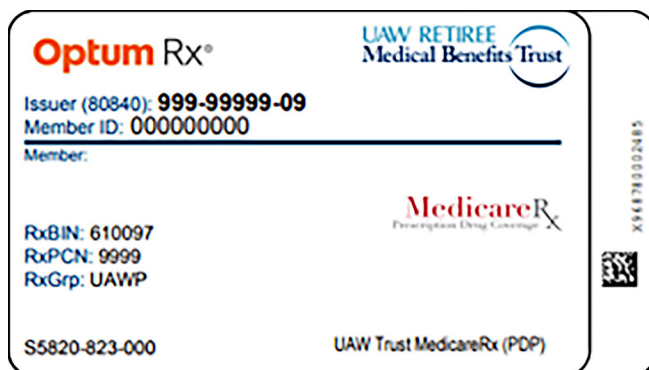 Optum Rx®
UAW RETIREE
Medical Benefits Trust
Issuer (80840): 999-99999-09
Member ID: 000000000
Member:
MedicareRx
Prescription Drug Coverage
RxBIN: 610097
RxPCN: 9999
RxGrp: UAWP
S5820-823-000
UAW Trust MedicareRx (PDP)
X968780002485